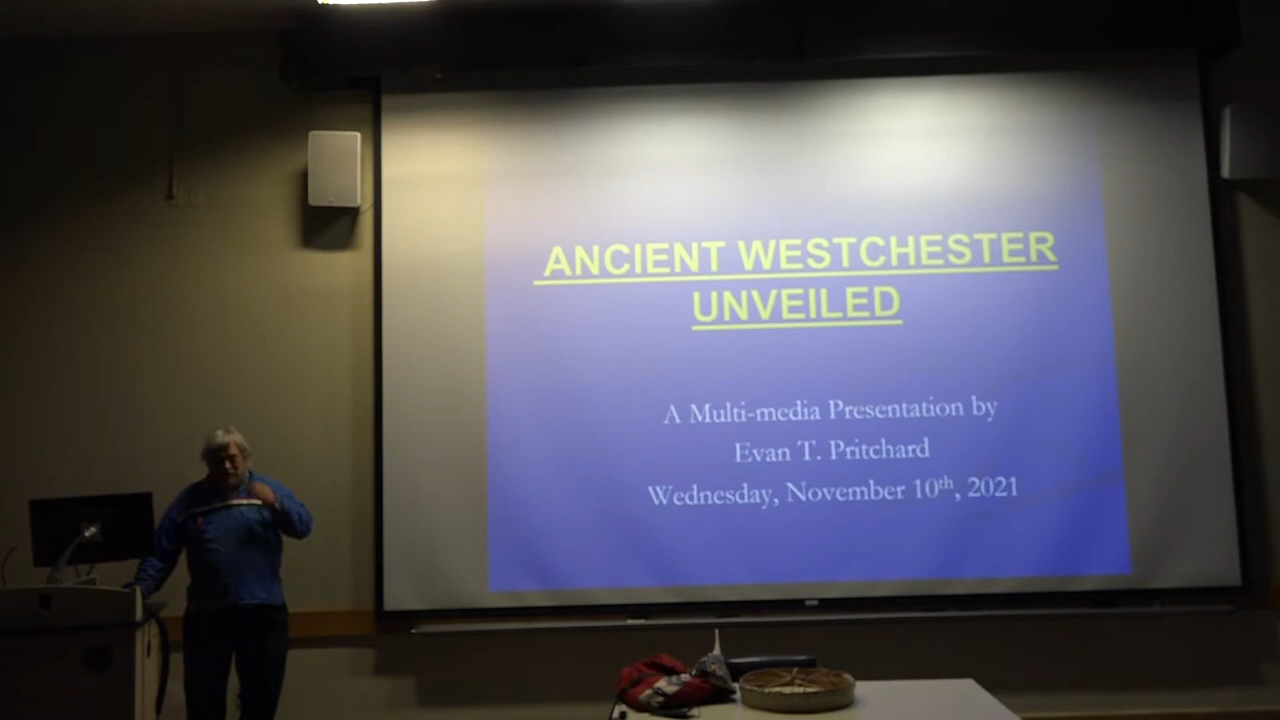 ANCIENT WESTCHESTER
UNVEILED
A Multi-media Presentation by
Evan T. Pritchard
Wednesday, November 10th, 2021